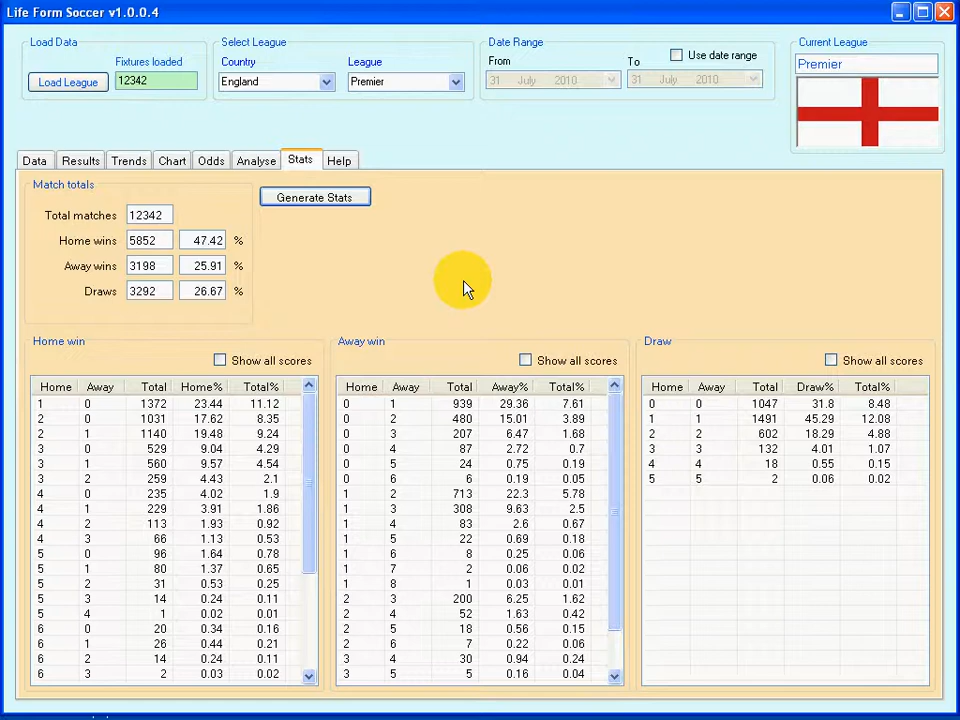 Life Form Soccer v1.0.0.4
Load Data
Fixtures loaded
Load League
12342
Select League
Country
League
England
Premier
Date Range
From
To
Use date range
31 July 2010
31 July 2010
Current League
Premier
Data
Results
Trends
Chart
Odds
Analyse
Stats
Help
Match totals
Generate Stats
Total matches 12342
Home wins 5852 47.42 %
Away wins 3198 25.91 %
Draws 3292 26.67 %
Home win
Show all scores
Home Away Total Home% Total%
1 0 1372 23.44 11.12
2 0 1031 17.62 8.35
2 1 1140 19.48 9.24
3 0 529 9.04 4.29
3 1 560 9.57 4.54
3 2 259 4.43 2.1
4 0 235 4.02 1.9
4 1 229 3.91 1.86
4 2 113 1.93 0.92
4 3 66 1.13 0.53
5 0 96 1.64 0.78
5 1 80 1.37 0.65
5 2 31 0.53 0.25
5 3 14 0.24 0.11
5 4 1 0.02 0.01
6 0 20 0.34 0.16
6 1 26 0.44 0.21
6 2 14 0.24 0.11
6 3 2 0.03 0.02
Away win
Show all scores
Home Away Total Away% Total%
0 1 939 29.36 7.61
0 2 480 15.01 3.89
0 3 207 6.47 1.68
0 4 87 2.72 0.7
0 5 24 0.75 0.19
0 6 6 0.19 0.05
1 2 713 22.3 5.78
1 3 308 9.63 2.5
1 4 83 2.6 0.67
1 5 22 0.69 0.18
1 6 8 0.25 0.06
1 7 2 0.06 0.02
1 8 1 0.03 0.01
2 3 200 6.25 1.62
2 4 52 1.63 0.42
2 5 18 0.56 0.15
2 6 7 0.22 0.06
3 4 30 0.94 0.24
3 5 5 0.16 0.04
Draw
Show all scores
Home Away Total Draw% Total%
0 0 1047 31.8 8.48
1 1 1491 45.29 12.08
2 2 602 18.29 4.88
3 3 132 4.01 1.07
4 4 18 0.55 0.15
5 5 2 0.06 0.02